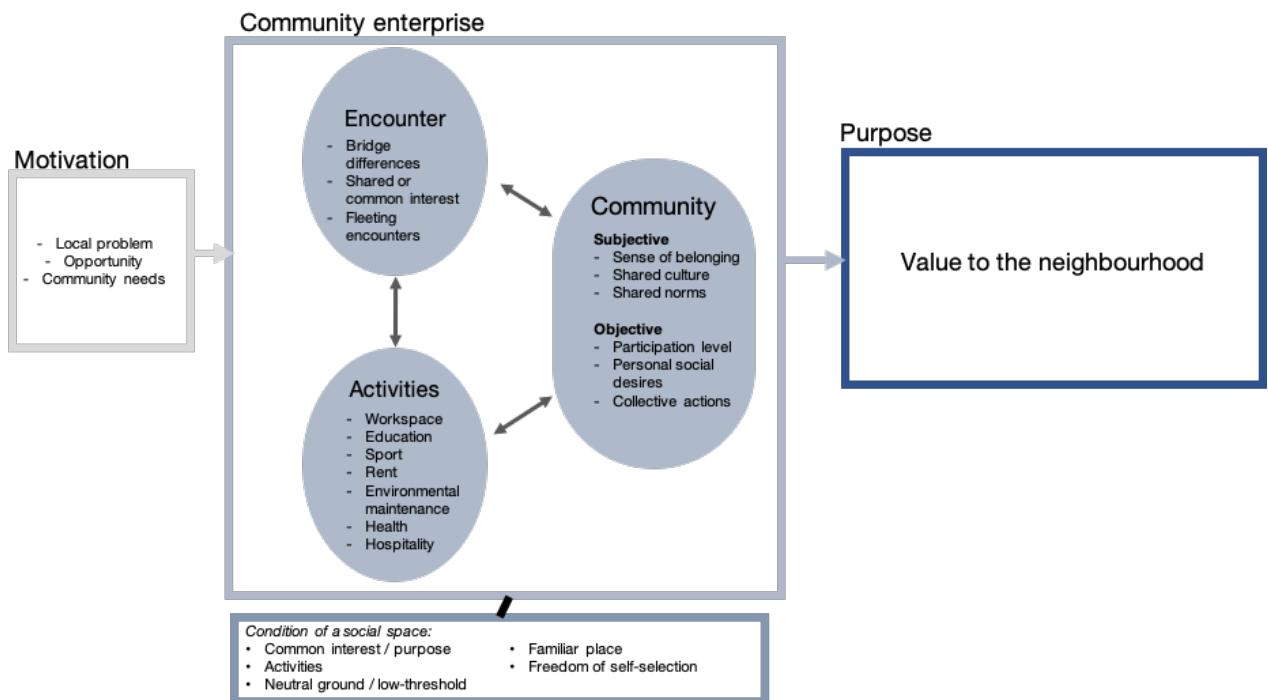 Community enterprise
Motivation
- Local problem
- Opportunity
- Community needs
Encounter
- Bridge
differences
- Shared or
common interest
- Fleeting
encounters
Activities
- Workspace
- Education
- Sport
- Rent
- Environmental
maintenance
- Health
- Hospitality
Community
Subjective
- Sense of belonging
- Shared culture
- Shared norms
Objective
- Participation level
- Personal social
desires
- Collective actions
Purpose
Value to the neighbourhood
Condition of a social space:
• Common interest / purpose
• Activities
• Neutral ground / low-threshold
• Familiar place
• Freedom of self-selection